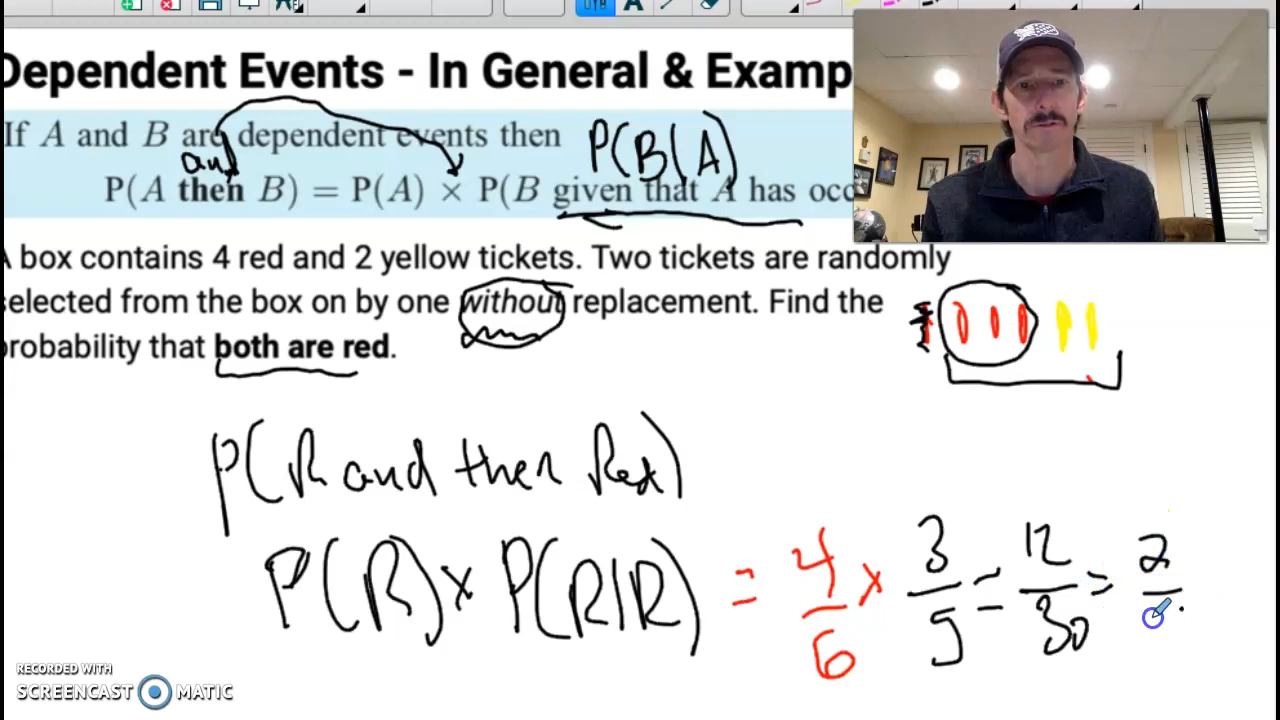 Dependent Events - In General & Examp
If A and B are dependent events then
P(B|A)
and
P(A then B) = P(A) × P(B given that A has occ
A box contains 4 red and 2 yellow tickets. Two tickets are randomly
selected from the box on by one without replacement. Find the
probability that both are red.
P(R and then Red)
P(R) × P(R|R) = 4/6 × 3/5 = 12/30 = 2/
RECORDED WITH
SCREENCAST MATIC